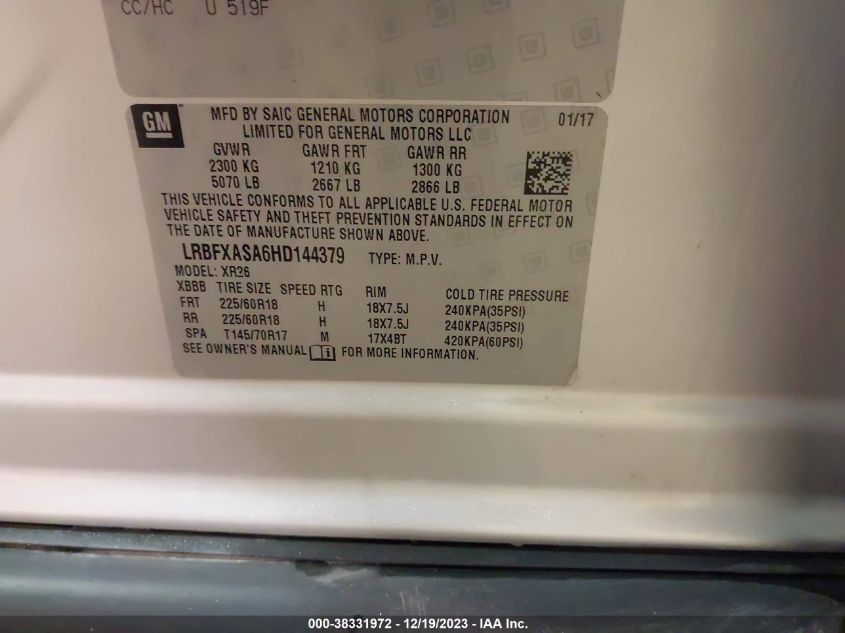 CC/HC U 519F
GM
MFD BY SAIC GENERAL MOTORS CORPORATION 01/17
LIMITED FOR GENERAL MOTORS LLC
GVWR GAWR FRT GAWR RR
2300 KG 1210 KG 1300 KG
5070 LB 2667 LB 2866 LB
THIS VEHICLE CONFORMS TO ALL APPLICABLE U.S. FEDERAL MOTOR
VEHICLE SAFETY AND THEFT PREVENTION STANDARDS IN EFFECT ON
THE DATE OF MANUFACTURE SHOWN ABOVE.
LRBFXASA6HD144379 TYPE: M.P.V.
MODEL: XR26
XBBB TIRE SIZE SPEED RTG RIM COLD TIRE PRESSURE
FRT 225/60R18 H 18X7.5J 240KPA(35PSI)
RR 225/60R18 H 18X7.5J 240KPA(35PSI)
SPA T145/70R17 M 17X4BT 420KPA(60PSI)
SEE OWNER'S MANUAL FOR MORE INFORMATION.
000-38331972 - 12/19/2023 - IAA Inc.